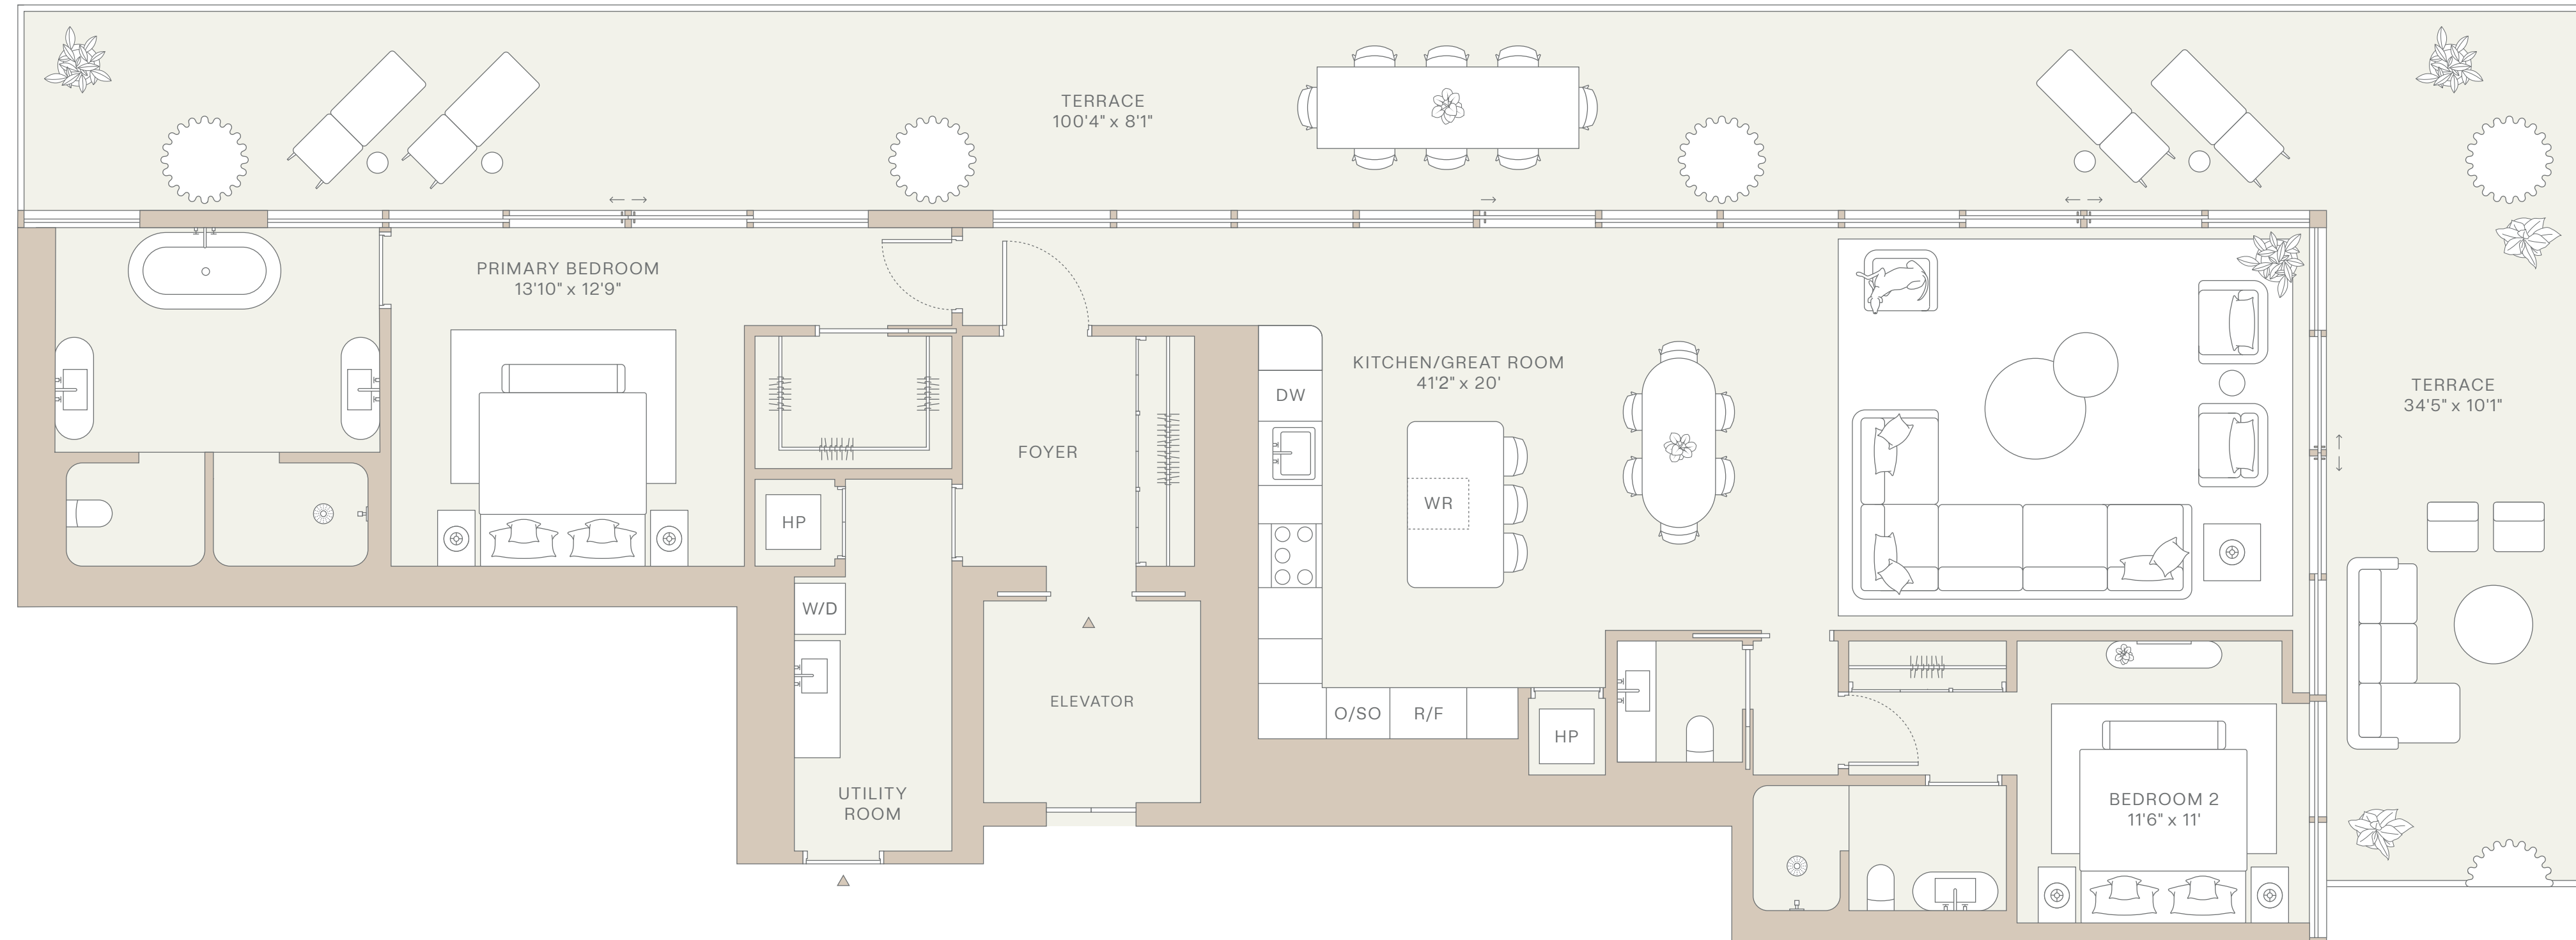 TERRACE
100'4" x 8'1"
PRIMARY BEDROOM
13'10" x 12'9"
KITCHEN/GREAT ROOM
41'2" x 20'
TERRACE
34'5" x 10'1"
DW
FOYER
WR
HP
W/D
ELEVATOR
O/SO
R/F
HP
UTILITY
ROOM
BEDROOM 2
11'6" x 11'